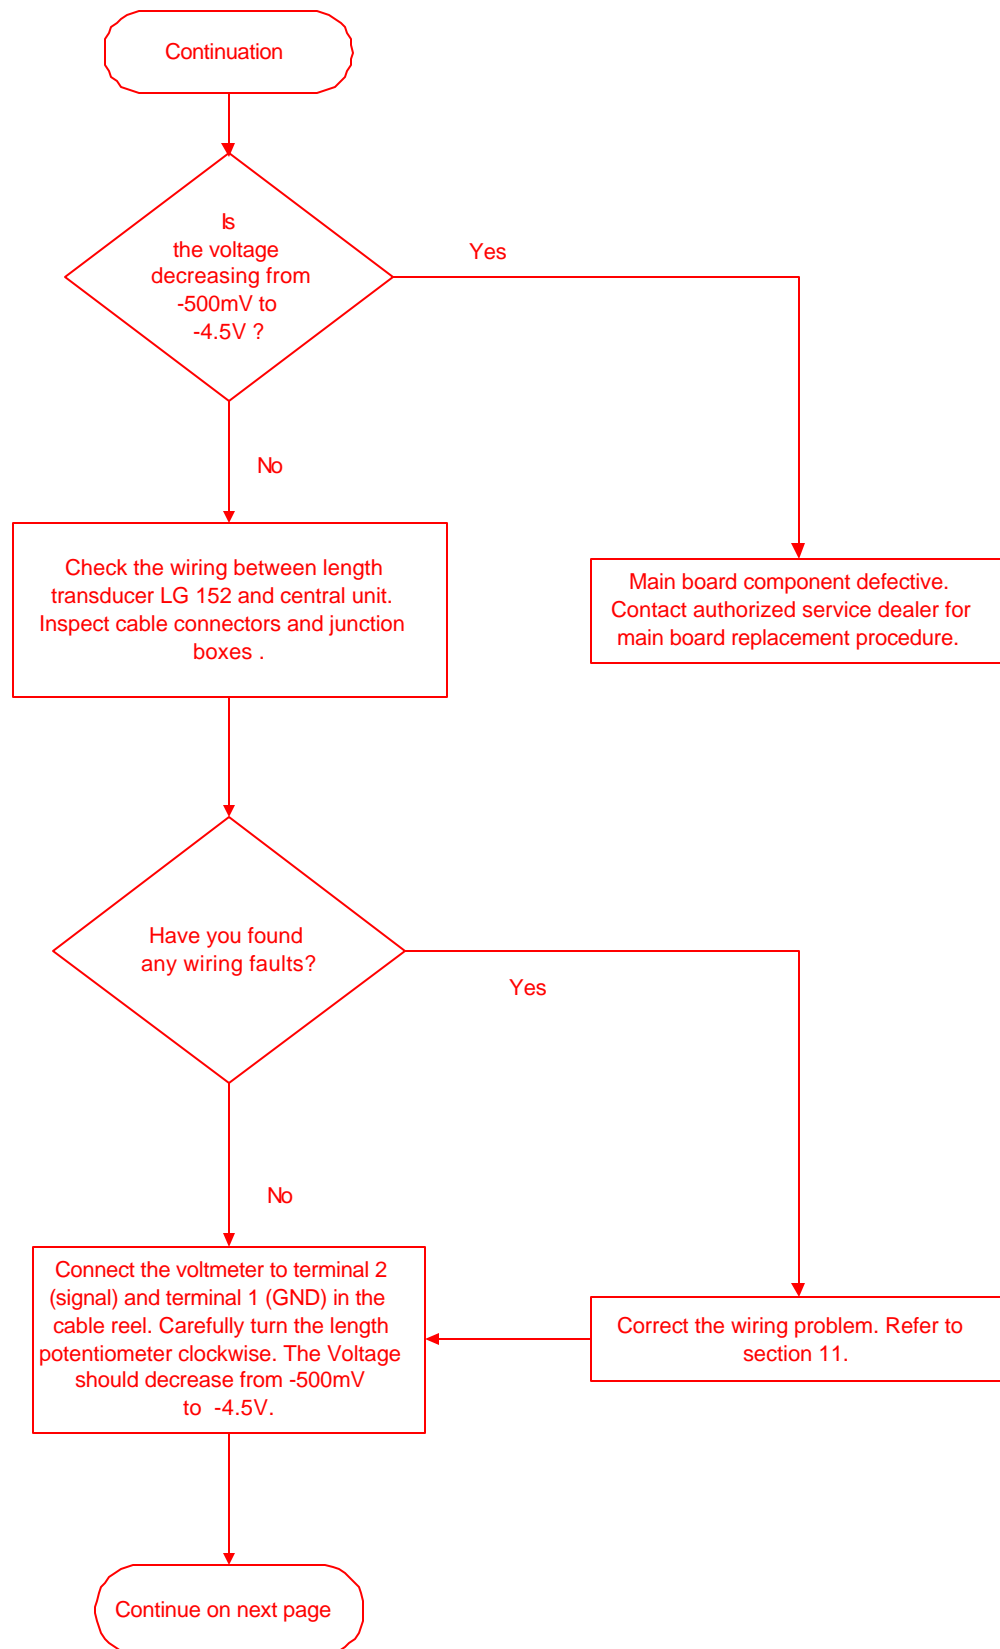 Continuation
Is
the voltage
decreasing from
-500mV to
-4.5V ?
Yes
No
Check the wiring between length
transducer LG 152 and central unit.
Inspect cable connectors and junction
boxes .
Main board component defective.
Contact authorized service dealer for
main board replacement procedure.
Have you found
any wiring faults?
Yes
No
Connect the voltmeter to terminal 2
(signal) and terminal 1 (GND) in the
cable reel. Carefully turn the length
potentiometer clockwise. The Voltage
should decrease from -500mV
to -4.5V.
Correct the wiring problem. Refer to
section 11.
Continue on next page